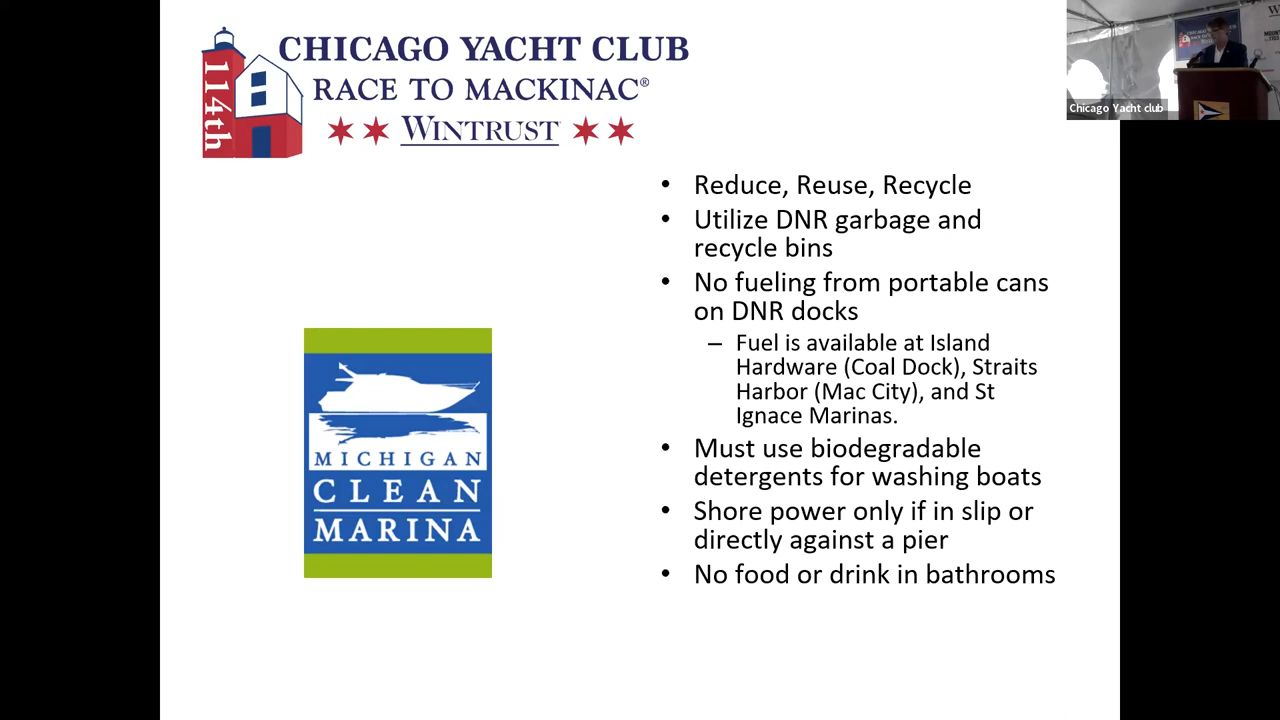 114th
CHICAGO YACHT CLUB
RACE TO MACKINAC®
WINTRUST
• Reduce, Reuse, Recycle
• Utilize DNR garbage and
recycle bins
• No fueling from portable cans
on DNR docks
– Fuel is available at Island
Hardware (Coal Dock), Straits
Harbor (Mac City), and St
Ignace Marinas.
• Must use biodegradable
detergents for washing boats
• Shore power only if in slip or
directly against a pier
• No food or drink in bathrooms
MICHIGAN
CLEAN
MARINA
CHICAGO YACHT CLUB
Chicago Yacht club